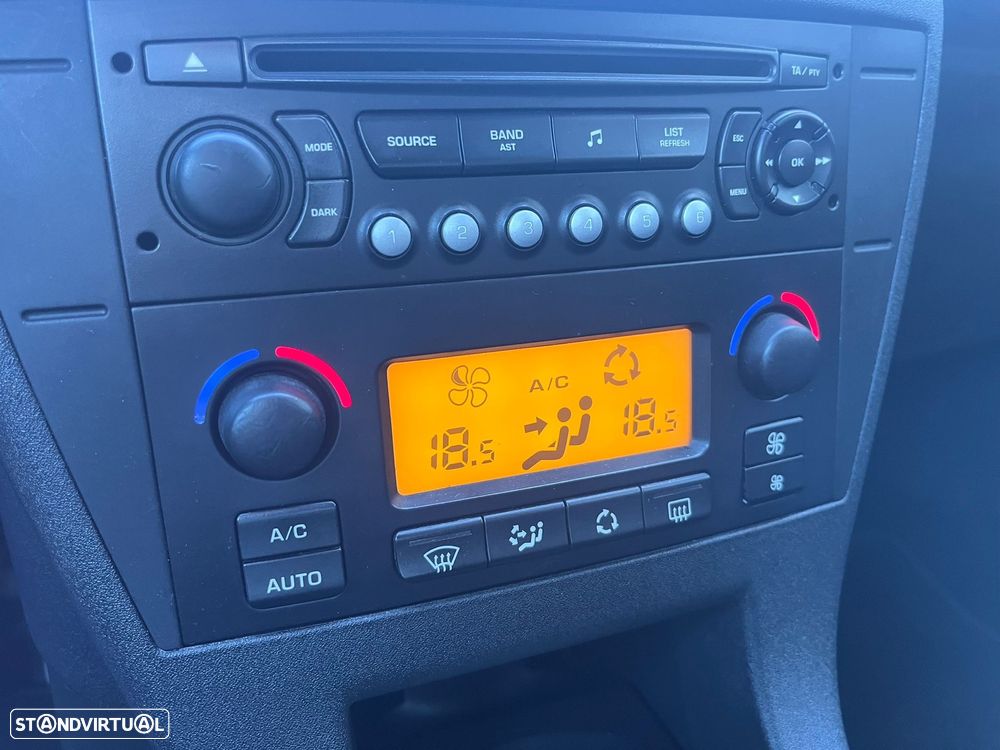 TA/PTY
SOURCE
BAND
AST
LIST
REFRESH
MODE
DARK
ESC
MENU
OK
1 2 3 4 5 6
A/C
18.5
18.5
A/C
AUTO
STANDVIRTUAL